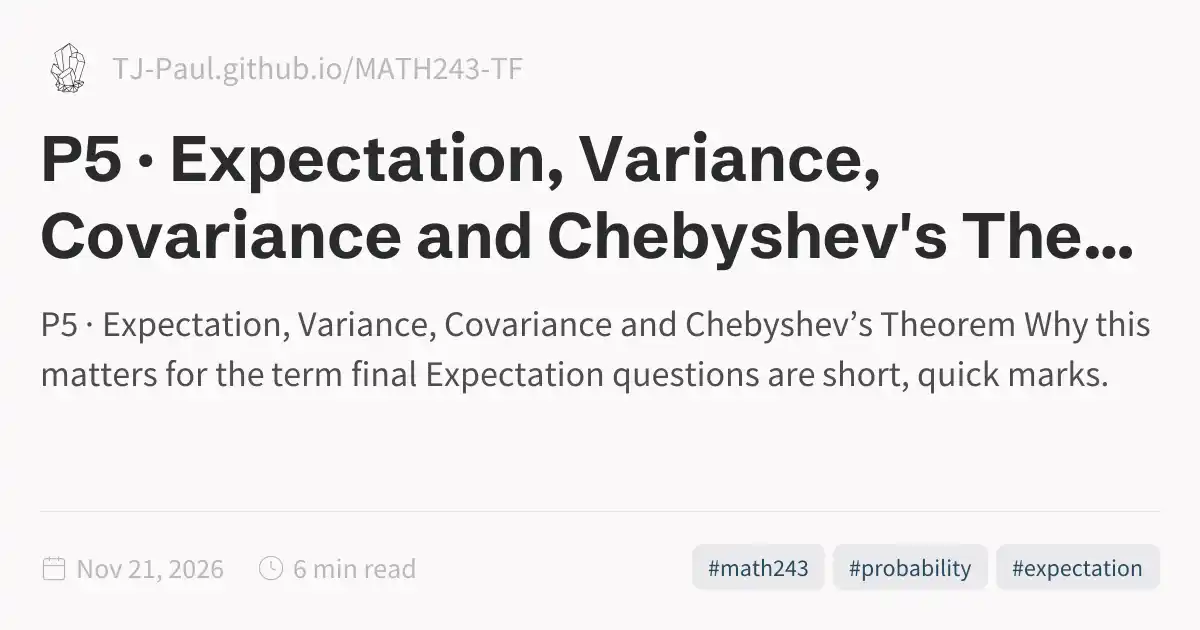 TJ-Paul.github.io/MATH243-TF
P5 · Expectation, Variance,
Covariance and Chebyshev's The...
P5 · Expectation, Variance, Covariance and Chebyshev’s Theorem Why this
matters for the term final Expectation questions are short, quick marks.
Nov 21, 2026 6 min read #math243 #probability #expectation